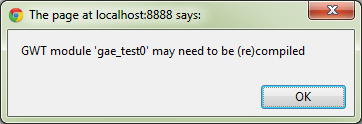 The page at localhost:8888 says:
GWT module 'gae_test0' may need to be (re)compiled
OK